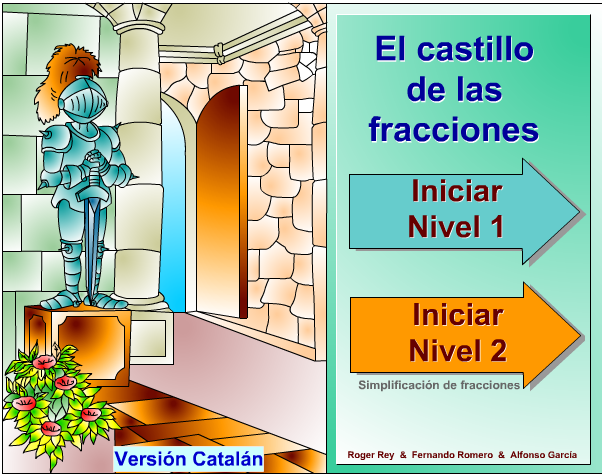 El castillo
de las
fracciones
Iniciar
Nivel 1
Iniciar
Nivel 2
Simplificación de fracciones
Roger Rey & Fernando Romero & Alfonso García
Versión Catalán